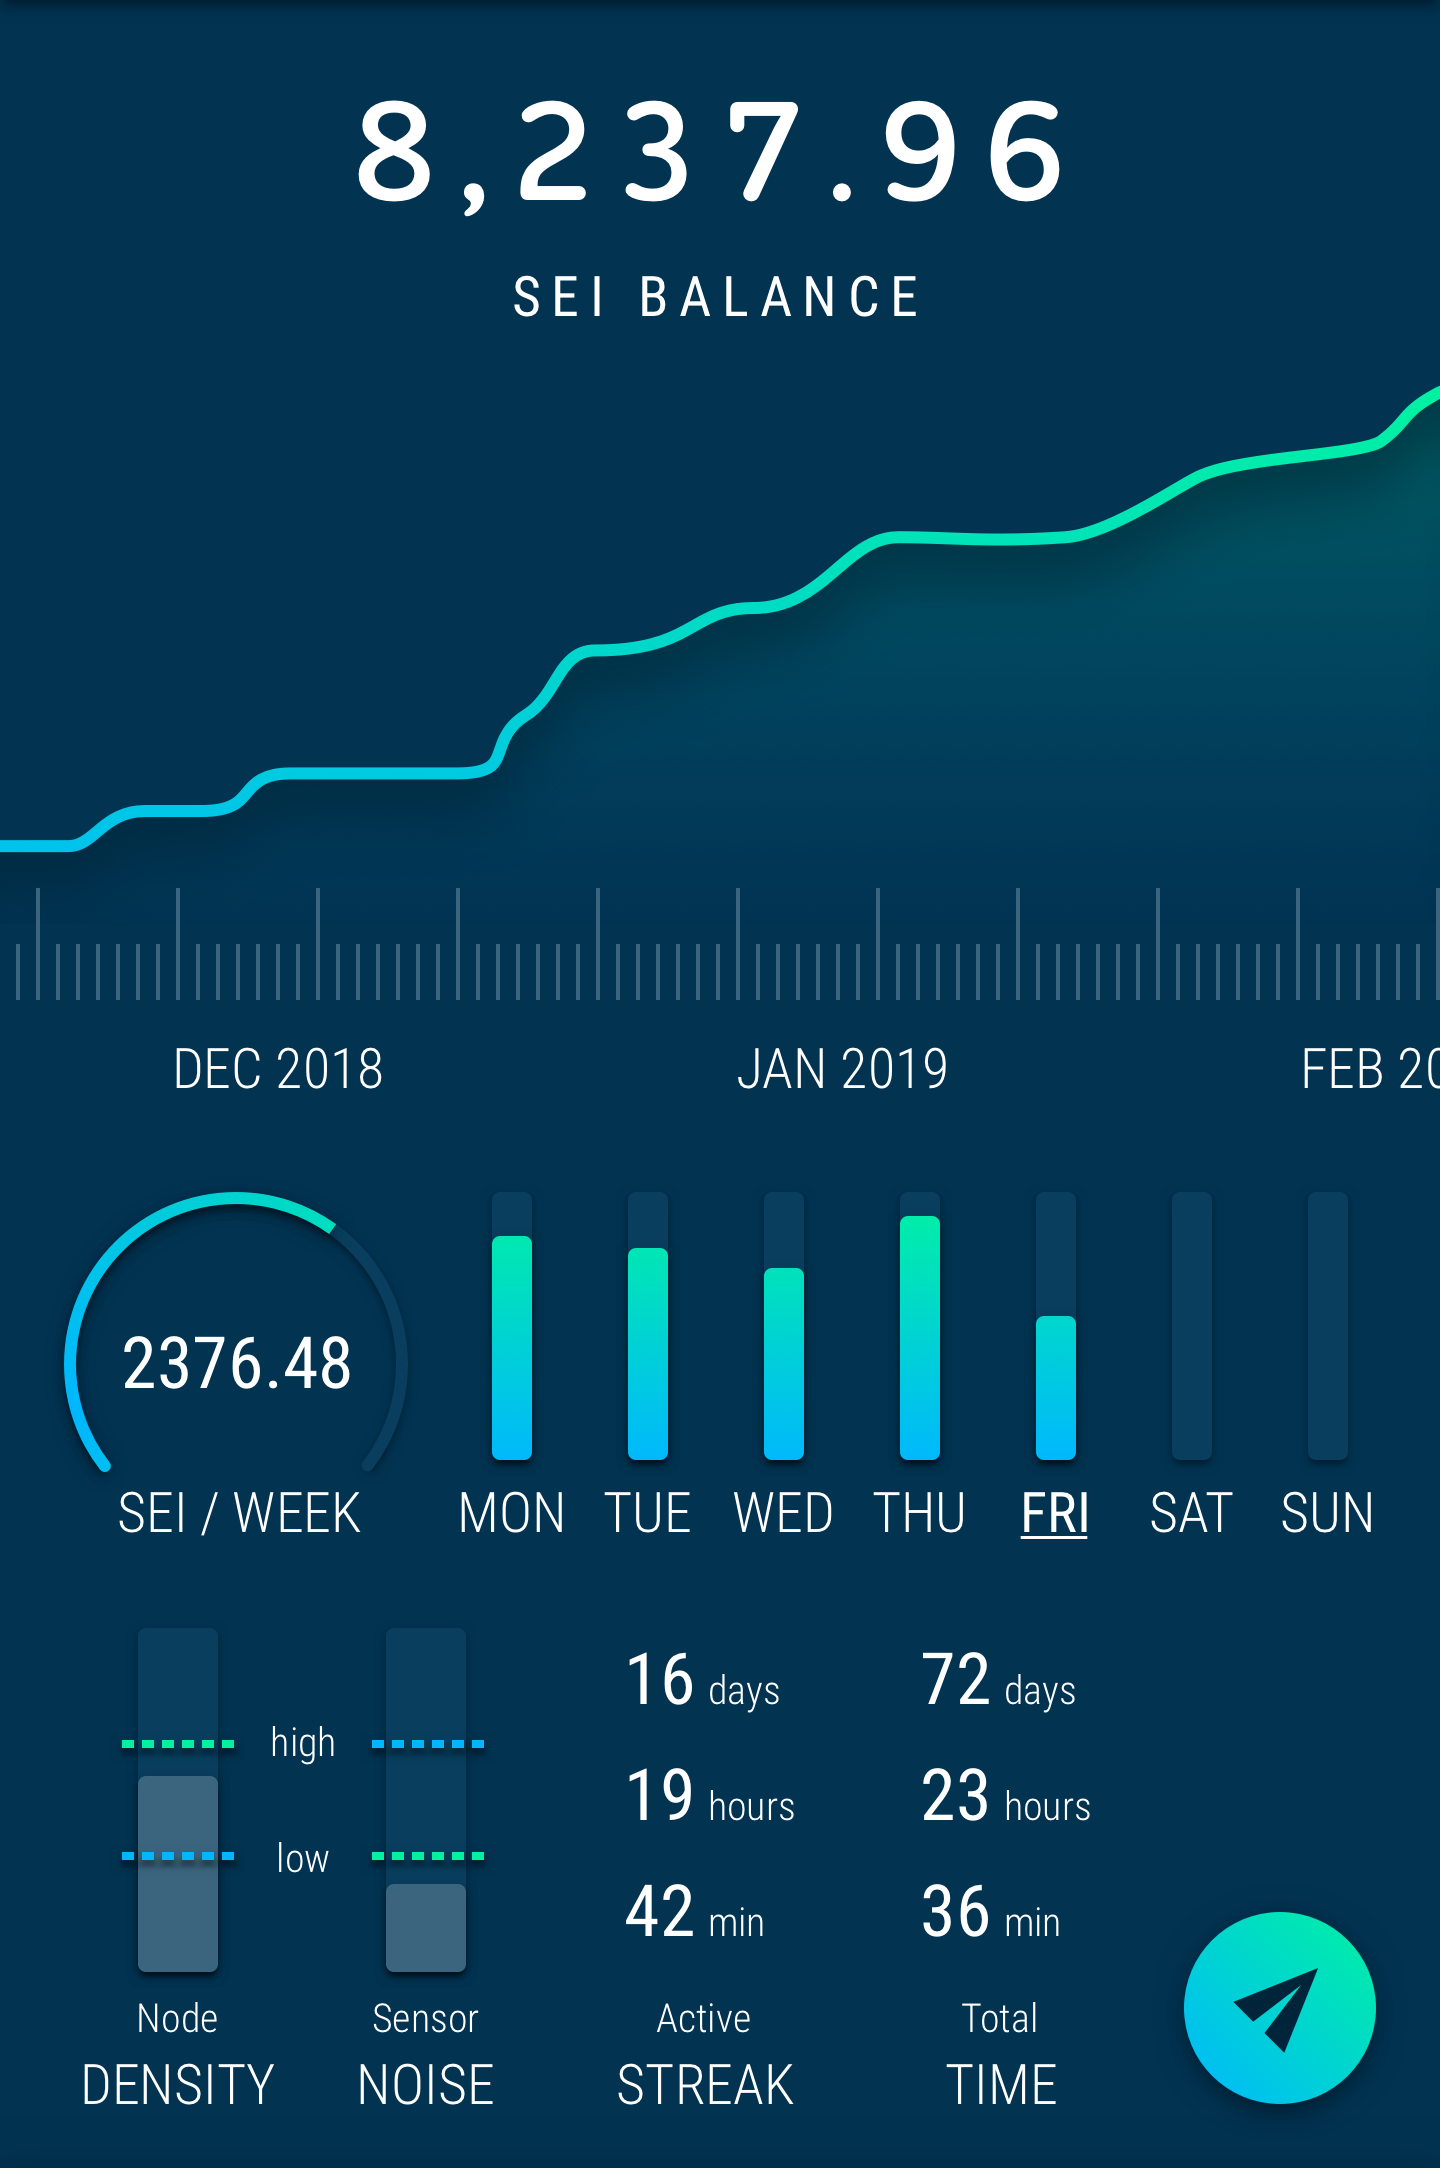 8,237.96
SEI BALANCE
DEC 2018 JAN 2019 FEB 20
2376.48
SEI / WEEK MON TUE WED THU FRI SAT SUN
high
low
16 days 72 days
19 hours 23 hours
42 min 36 min
Node Sensor Active Total
DENSITY NOISE STREAK TIME